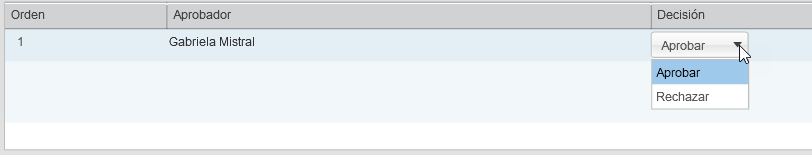 Orden Aprobador Decisión
1 Gabriela Mistral Aprobar
Aprobar
Rechazar